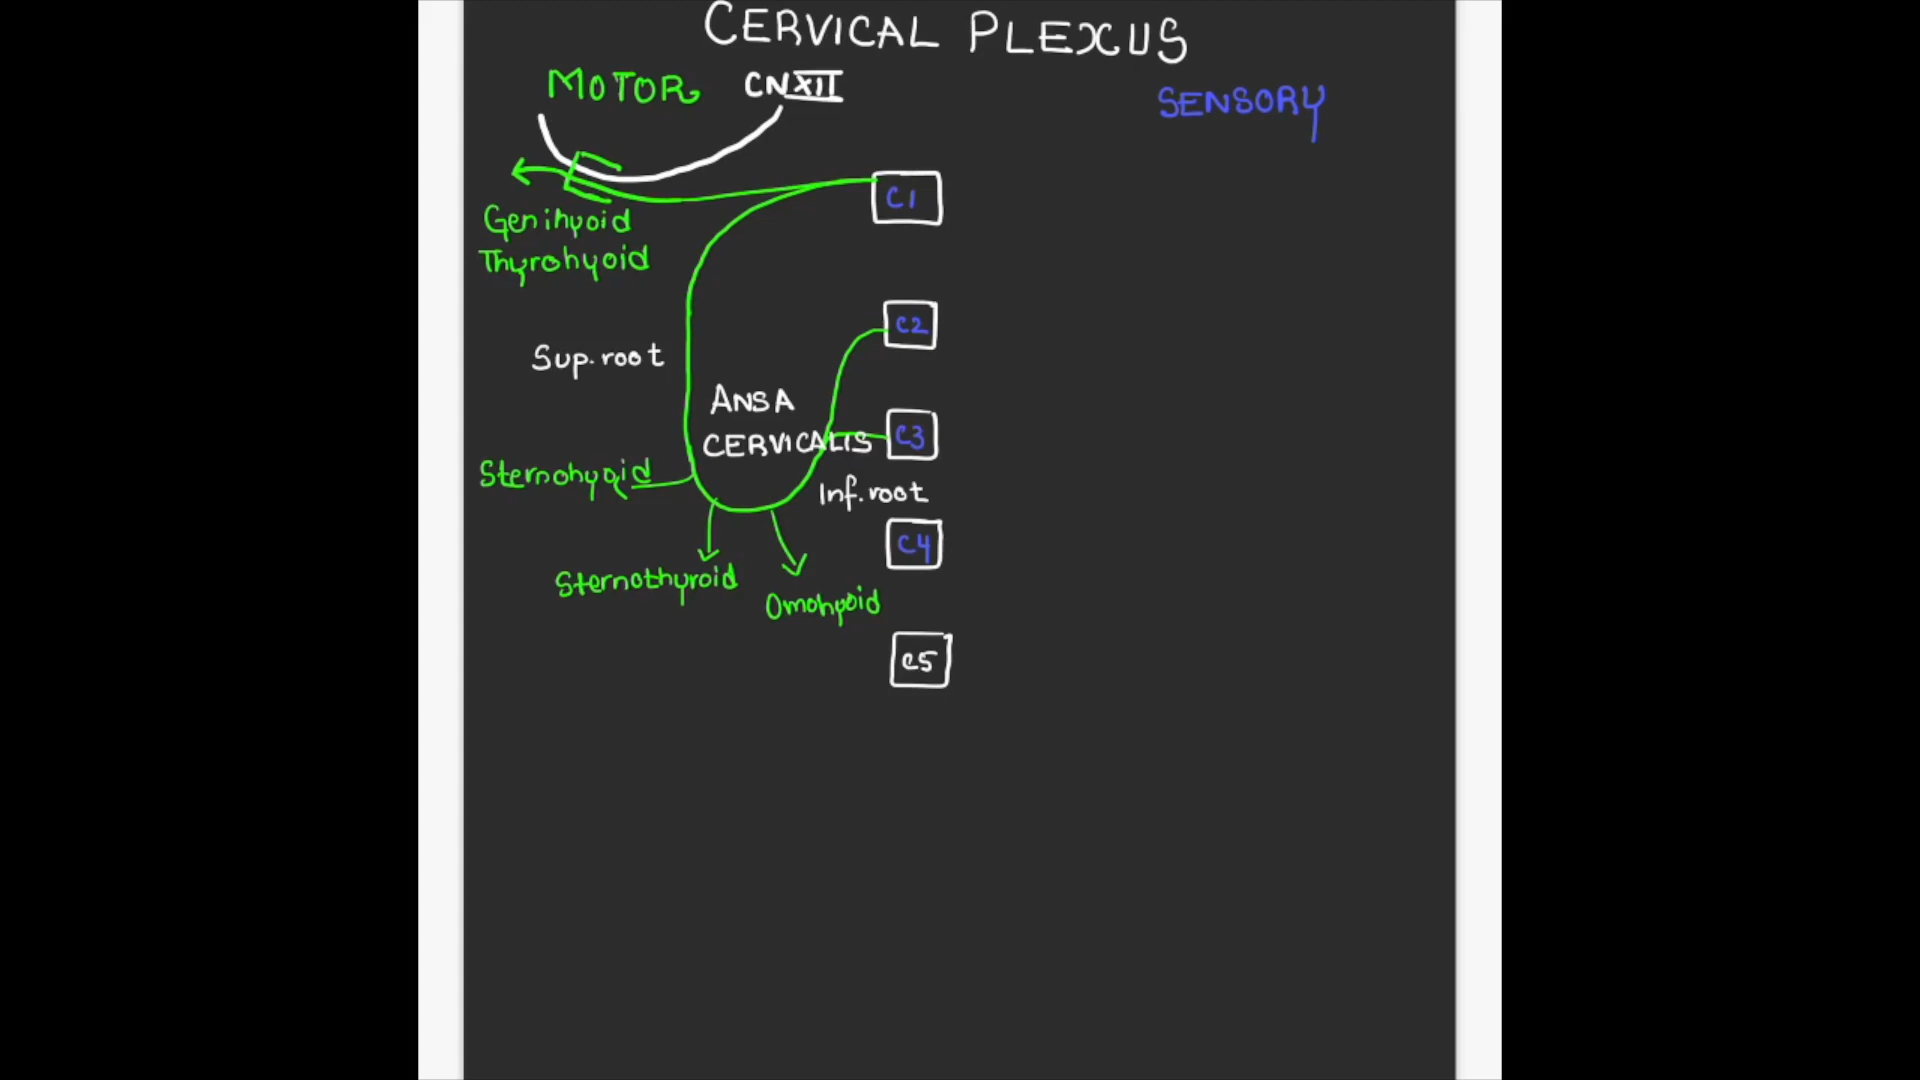 CERVICAL PLEXUS
MOTOR
CNXII
SENSORY
C1
Genihyoid
Thyrohyoid
C2
Sup. root
ANSA
CERVICALIS
C3
Sternohyoid
Inf. root
C4
Sternothyroid
Omohyoid
C5